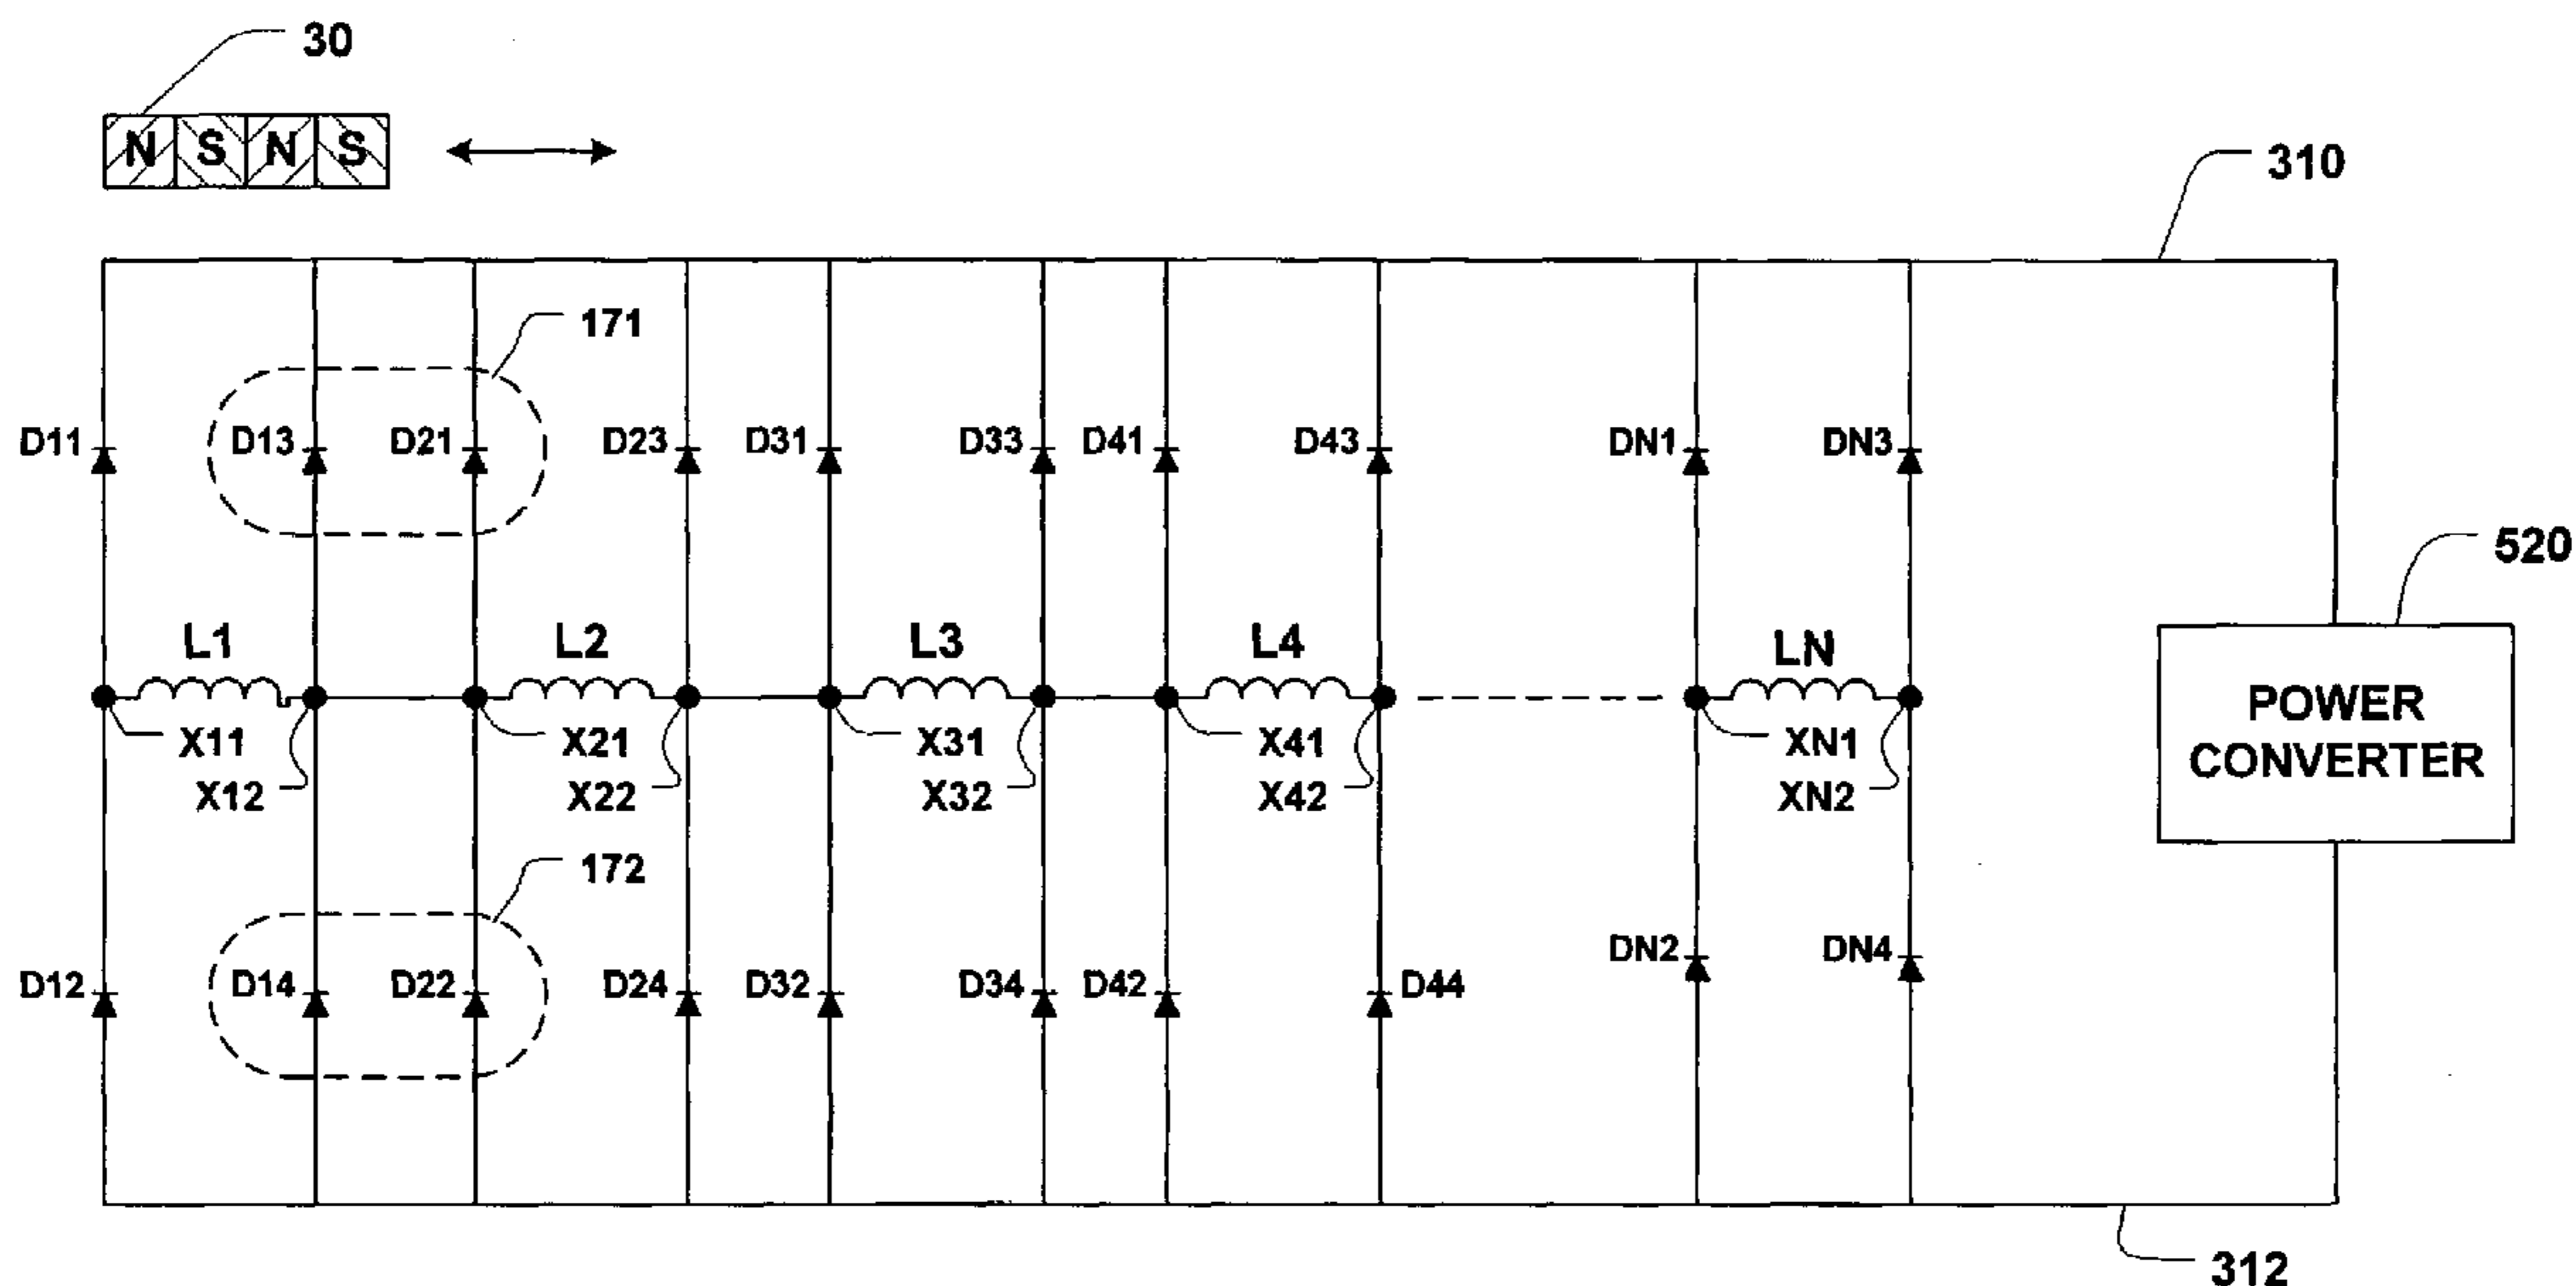 30
N S N S
310
171
D11 D13 D21 D23 D31 D33 D41 D43 DN1 DN3
520
L1 L2 L3 L4 LN
POWER
CONVERTER
X11 X21 X31 X41 XN1
X12 X22 X32 X42 XN2
172
DN2 DN4
D12 D14 D22 D24 D32 D34 D42 D44
312